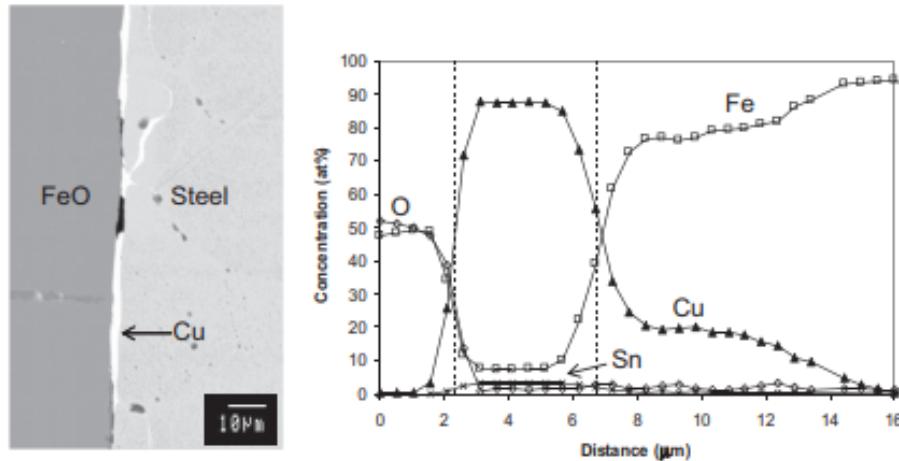 FeO
Steel
Cu
10μm
Concentration (at%)
100
90
80
70
60
50
40
30
20
10
0
O
Fe
Cu
Sn
0 2 4 6 8 10 12 14 16
Distance (μm)